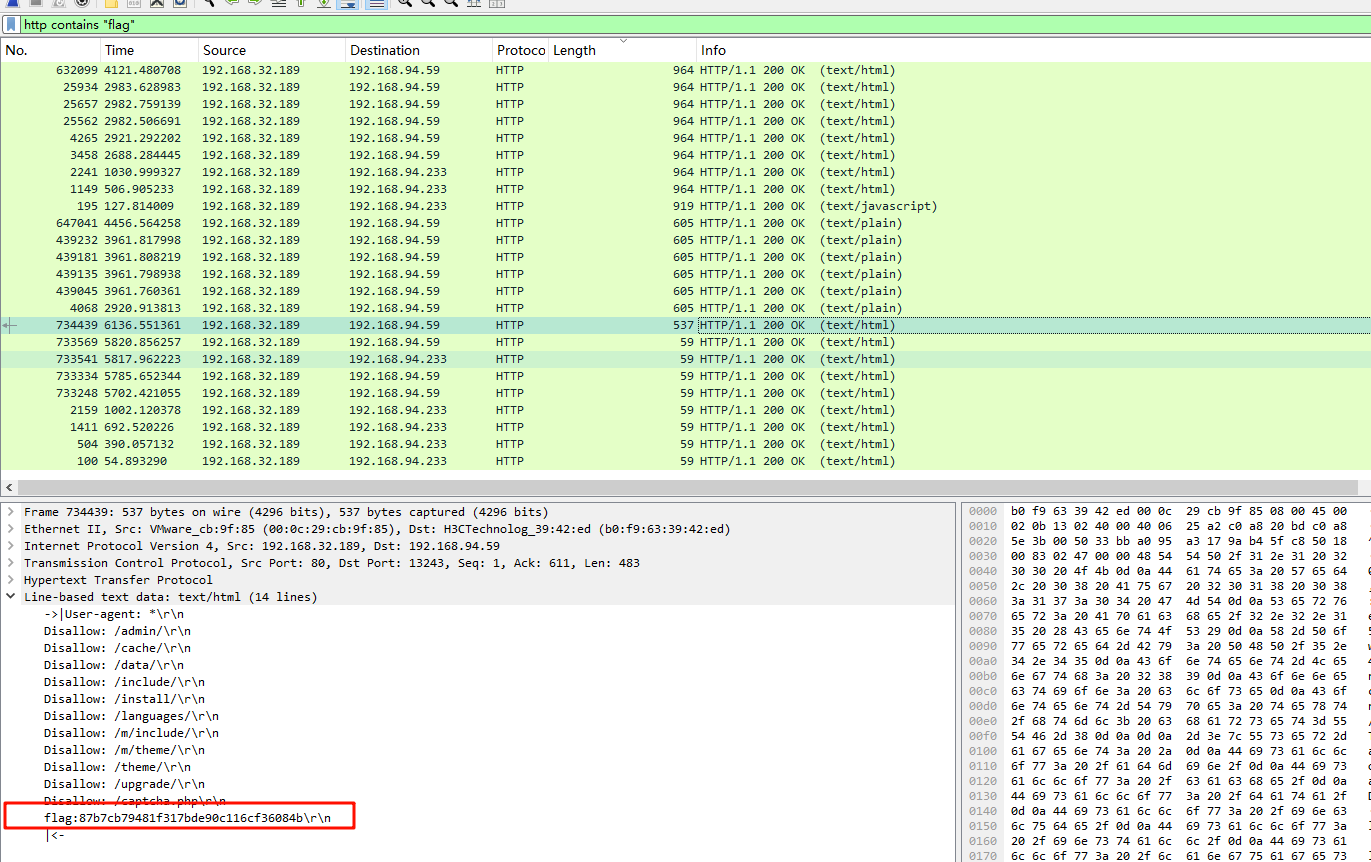 http contains "flag"
No. Time Source Destination Protoco Length Info
632099 4121.480708 192.168.32.189 192.168.94.59 HTTP 964 HTTP/1.1 200 OK (text/html)
25934 2983.628983 192.168.32.189 192.168.94.59 HTTP 964 HTTP/1.1 200 OK (text/html)
25657 2982.759139 192.168.32.189 192.168.94.59 HTTP 964 HTTP/1.1 200 OK (text/html)
25562 2982.506691 192.168.32.189 192.168.94.59 HTTP 964 HTTP/1.1 200 OK (text/html)
4265 2921.292202 192.168.32.189 192.168.94.59 HTTP 964 HTTP/1.1 200 OK (text/html)
3458 2688.284445 192.168.32.189 192.168.94.59 HTTP 964 HTTP/1.1 200 OK (text/html)
2241 1030.999327 192.168.32.189 192.168.94.233 HTTP 964 HTTP/1.1 200 OK (text/html)
1149 506.905233 192.168.32.189 192.168.94.233 HTTP 964 HTTP/1.1 200 OK (text/html)
195 127.814009 192.168.32.189 192.168.94.233 HTTP 919 HTTP/1.1 200 OK (text/javascript)
647041 4456.564258 192.168.32.189 192.168.94.59 HTTP 605 HTTP/1.1 200 OK (text/plain)
439232 3961.817998 192.168.32.189 192.168.94.59 HTTP 605 HTTP/1.1 200 OK (text/plain)
439181 3961.808219 192.168.32.189 192.168.94.59 HTTP 605 HTTP/1.1 200 OK (text/plain)
439135 3961.798938 192.168.32.189 192.168.94.59 HTTP 605 HTTP/1.1 200 OK (text/plain)
439045 3961.760361 192.168.32.189 192.168.94.59 HTTP 605 HTTP/1.1 200 OK (text/plain)
4068 2920.913813 192.168.32.189 192.168.94.59 HTTP 605 HTTP/1.1 200 OK (text/plain)
734439 6136.551361 192.168.32.189 192.168.94.59 HTTP 537 HTTP/1.1 200 OK (text/html)
733569 5820.856257 192.168.32.189 192.168.94.59 HTTP 59 HTTP/1.1 200 OK (text/html)
733541 5817.962223 192.168.32.189 192.168.94.233 HTTP 59 HTTP/1.1 200 OK (text/html)
733334 5785.652344 192.168.32.189 192.168.94.59 HTTP 59 HTTP/1.1 200 OK (text/html)
733248 5702.421055 192.168.32.189 192.168.94.59 HTTP 59 HTTP/1.1 200 OK (text/html)
2159 1002.120378 192.168.32.189 192.168.94.233 HTTP 59 HTTP/1.1 200 OK (text/html)
1411 692.520226 192.168.32.189 192.168.94.233 HTTP 59 HTTP/1.1 200 OK (text/html)
504 390.057132 192.168.32.189 192.168.94.233 HTTP 59 HTTP/1.1 200 OK (text/html)
100 54.893290 192.168.32.189 192.168.94.233 HTTP 59 HTTP/1.1 200 OK (text/html)
Frame 734439: 537 bytes on wire (4296 bits), 537 bytes captured (4296 bits)
Ethernet II, Src: VMware_cb:9f:85 (00:0c:29:cb:9f:85), Dst: H3CTechnolog_39:42:ed (b0:f9:63:39:42:ed)
Internet Protocol Version 4, Src: 192.168.32.189, Dst: 192.168.94.59
Transmission Control Protocol, Src Port: 80, Dst Port: 13243, Seq: 1, Ack: 611, Len: 483
Hypertext Transfer Protocol
Line-based text data: text/html (14 lines)
->|User-agent: *\r\n
Disallow: /admin/\r\n
Disallow: /cache/\r\n
Disallow: /data/\r\n
Disallow: /include/\r\n
Disallow: /install/\r\n
Disallow: /languages/\r\n
Disallow: /m/include/\r\n
Disallow: /m/theme/\r\n
Disallow: /theme/\r\n
Disallow: /upgrade/\r\n
Disallow: /captcha.php\r\n
flag:87b7cb79481f317bde90c116cf36084b\r\n
|<-
0000 b0 f9 63 39 42 ed 00 0c 29 cb 9f 85 08 00 45 00
0010 02 0b 13 02 40 00 40 06 25 a2 c0 a8 20 bd c0 a8
0020 5e 3b 00 50 33 bb a0 95 a3 17 9a b4 5f c8 50 18
0030 00 83 02 47 00 00 48 54 54 50 2f 31 2e 31 20 32
0040 30 30 20 4f 4b 0d 0a 44 61 74 65 3a 20 57 65 64
0050 2c 20 30 38 20 41 75 67 20 32 30 31 38 20 30 38
0060 3a 31 37 3a 30 34 20 47 4d 54 0d 0a 53 65 72 76
0070 65 72 3a 20 41 70 61 63 68 65 2f 32 2e 32 2e 31
0080 35 20 28 43 65 6e 74 4f 53 29 0d 0a 58 2d 50 6f
0090 77 65 72 65 64 2d 42 79 3a 20 50 48 50 2f 35 2e
00a0 34 2e 34 35 0d 0a 43 6f 6e 74 65 6e 74 2d 4c 65
00b0 6e 67 74 68 3a 20 32 38 39 0d 0a 43 6f 6e 6e 65
00c0 63 74 69 6f 6e 3a 20 63 6c 6f 73 65 0d 0a 43 6f
00d0 6e 74 65 6e 74 2d 54 79 70 65 3a 20 74 65 78 74
00e0 2f 68 74 6d 6c 3b 20 63 68 61 72 73 65 74 3d 55
00f0 54 46 2d 38 0d 0a 0d 0a 2d 3e 7c 55 73 65 72 2d
0100 61 67 65 6e 74 3a 20 2a 0d 0a 44 69 73 61 6c 6c
0110 6f 77 3a 20 2f 61 64 6d 69 6e 2f 0d 0a 44 69 73
0120 61 6c 6c 6f 77 3a 20 2f 63 61 63 68 65 2f 0d 0a
0130 44 69 73 61 6c 6c 6f 77 3a 20 2f 64 61 74 61 2f
0140 0d 0a 44 69 73 61 6c 6c 6f 77 3a 20 2f 69 6e 63
0150 6c 75 64 65 2f 0d 0a 44 69 73 61 6c 6c 6f 77 3a
0160 20 2f 69 6e 73 74 61 6c 6c 2f 0d 0a 44 69 73 61
0170 6c 6c 6f 77 3a 20 2f 6c 61 6e 67 75 61 67 65 73